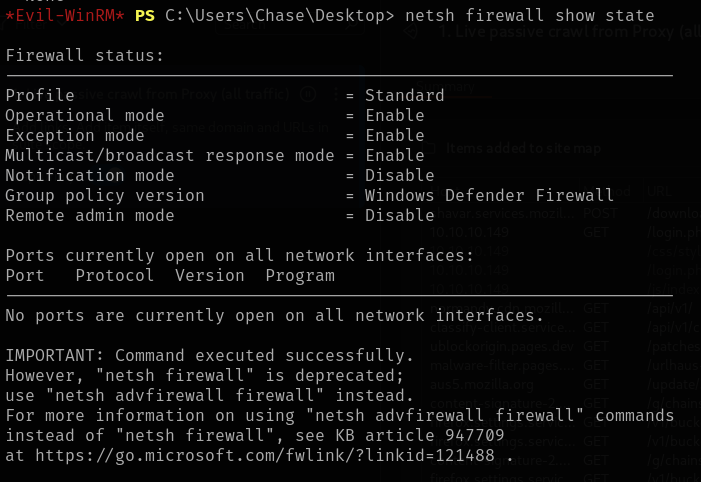 *Evil-WinRM* PS C:\Users\Chase\Desktop> netsh firewall show state
Firewall status:
-------------------------------------------------------------------
Profile                           = Standard
Operational mode                  = Enable
Exception mode                    = Enable
Multicast/broadcast response mode = Enable
Notification mode                 = Disable
Group policy version              = Windows Defender Firewall
Remote admin mode                 = Disable
Ports currently open on all network interfaces:
Port   Protocol  Version  Program
-------------------------------------------------------------------
No ports are currently open on all network interfaces.
IMPORTANT: Command executed successfully.
However, "netsh firewall" is deprecated;
use "netsh advfirewall firewall" instead.
For more information on using "netsh advfirewall firewall" commands
instead of "netsh firewall", see KB article 947709
at https://go.microsoft.com/fwlink/?linkid=121488 .